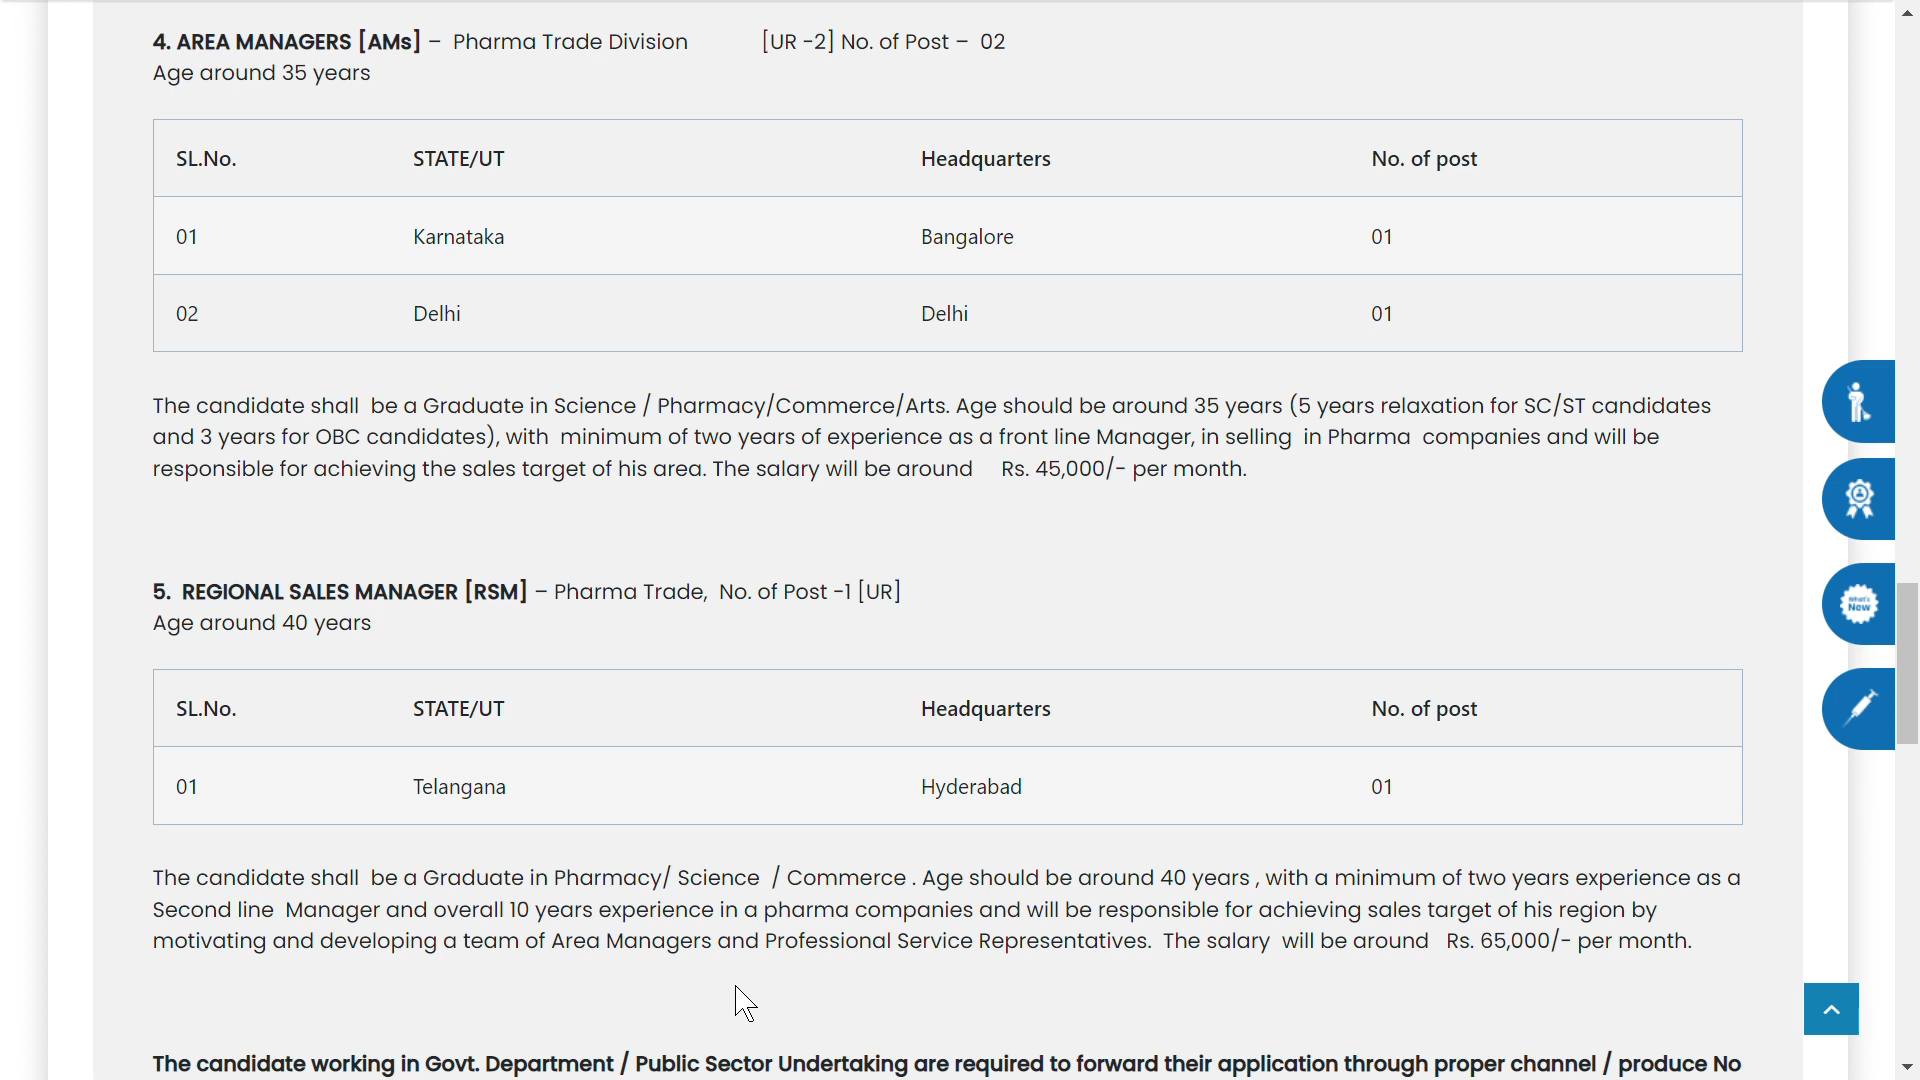 4. AREA MANAGERS [AMs] – Pharma Trade Division [UR -2] No. of Post – 02
Age around 35 years
SL.No. STATE/UT Headquarters No. of post
01 Karnataka Bangalore 01
02 Delhi Delhi 01
The candidate shall be a Graduate in Science / Pharmacy/Commerce/Arts. Age should be around 35 years (5 years relaxation for SC/ST candidates
and 3 years for OBC candidates), with minimum of two years of experience as a front line Manager, in selling in Pharma companies and will be
responsible for achieving the sales target of his area. The salary will be around Rs. 45,000/- per month.
5. REGIONAL SALES MANAGER [RSM] – Pharma Trade, No. of Post -1 [UR]
Age around 40 years
SL.No. STATE/UT Headquarters No. of post
01 Telangana Hyderabad 01
The candidate shall be a Graduate in Pharmacy/ Science / Commerce . Age should be around 40 years , with a minimum of two years experience as a
Second line Manager and overall 10 years experience in a pharma companies and will be responsible for achieving sales target of his region by
motivating and developing a team of Area Managers and Professional Service Representatives. The salary will be around Rs. 65,000/- per month.
The candidate working in Govt. Department / Public Sector Undertaking are required to forward their application through proper channel / produce No
What's
New